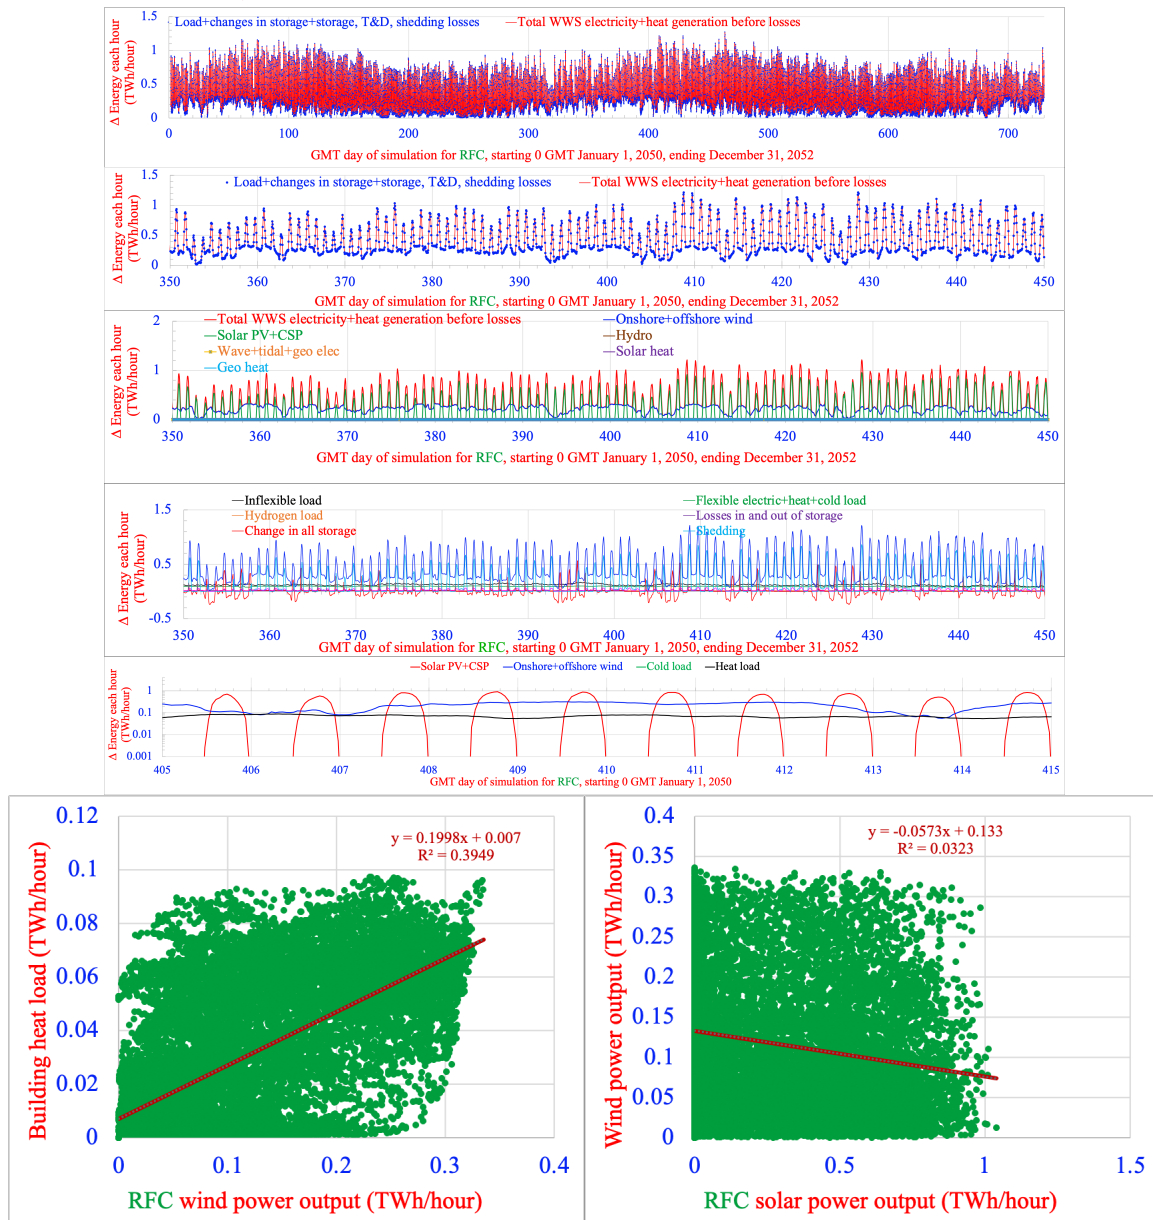 Load+changes in storage+storage, T&D, shedding losses —Total WWS electricity+heat generation before losses
Δ Energy each hour
(TWh/hour)
1.5
1
0.5
0
0 100 200 300 400 500 600 700
GMT day of simulation for RFC, starting 0 GMT January 1, 2050, ending December 31, 2052
Load+changes in storage+storage, T&D, shedding losses —Total WWS electricity+heat generation before losses
Δ Energy each hour
(TWh/hour)
1.5
1
0.5
0
350 360 370 380 390 400 410 420 430 440 450
GMT day of simulation for RFC, starting 0 GMT January 1, 2050, ending December 31, 2052
—Total WWS electricity+heat generation before losses —Onshore+offshore wind
—Solar PV+CSP —Hydro
Wave+tidal+geo elec —Solar heat
—Geo heat
Δ Energy each hour
(TWh/hour)
2
1
0
350 360 370 380 390 400 410 420 430 440 450
GMT day of simulation for RFC, starting 0 GMT January 1, 2050, ending December 31, 2052
—Inflexible load —Flexible electric+heat+cold load
—Hydrogen load —Losses in and out of storage
—Change in all storage —Shedding
Δ Energy each hour
(TWh/hour)
1.5
0.5
-0.5
350 360 370 380 390 400 410 420 430 440 450
GMT day of simulation for RFC, starting 0 GMT January 1, 2050, ending December 31, 2052
—Solar PV+CSP —Onshore+offshore wind —Cold load —Heat load
Δ Energy each hour
(TWh/hour)
1
0.1
0.01
0.001
405 406 407 408 409 410 411 412 413 414 415
GMT day of simulation for RFC, starting 0 GMT January 1, 2050
Building heat load (TWh/hour)
0.12
0.1
0.08
0.06
0.04
0.02
0
y = 0.1998x + 0.007
R² = 0.3949
0 0.1 0.2 0.3 0.4
RFC wind power output (TWh/hour)
Wind power output (TWh/hour)
0.4
0.35
0.3
0.25
0.2
0.15
0.1
0.05
0
y = -0.0573x + 0.133
R² = 0.0323
0 0.5 1 1.5
RFC solar power output (TWh/hour)